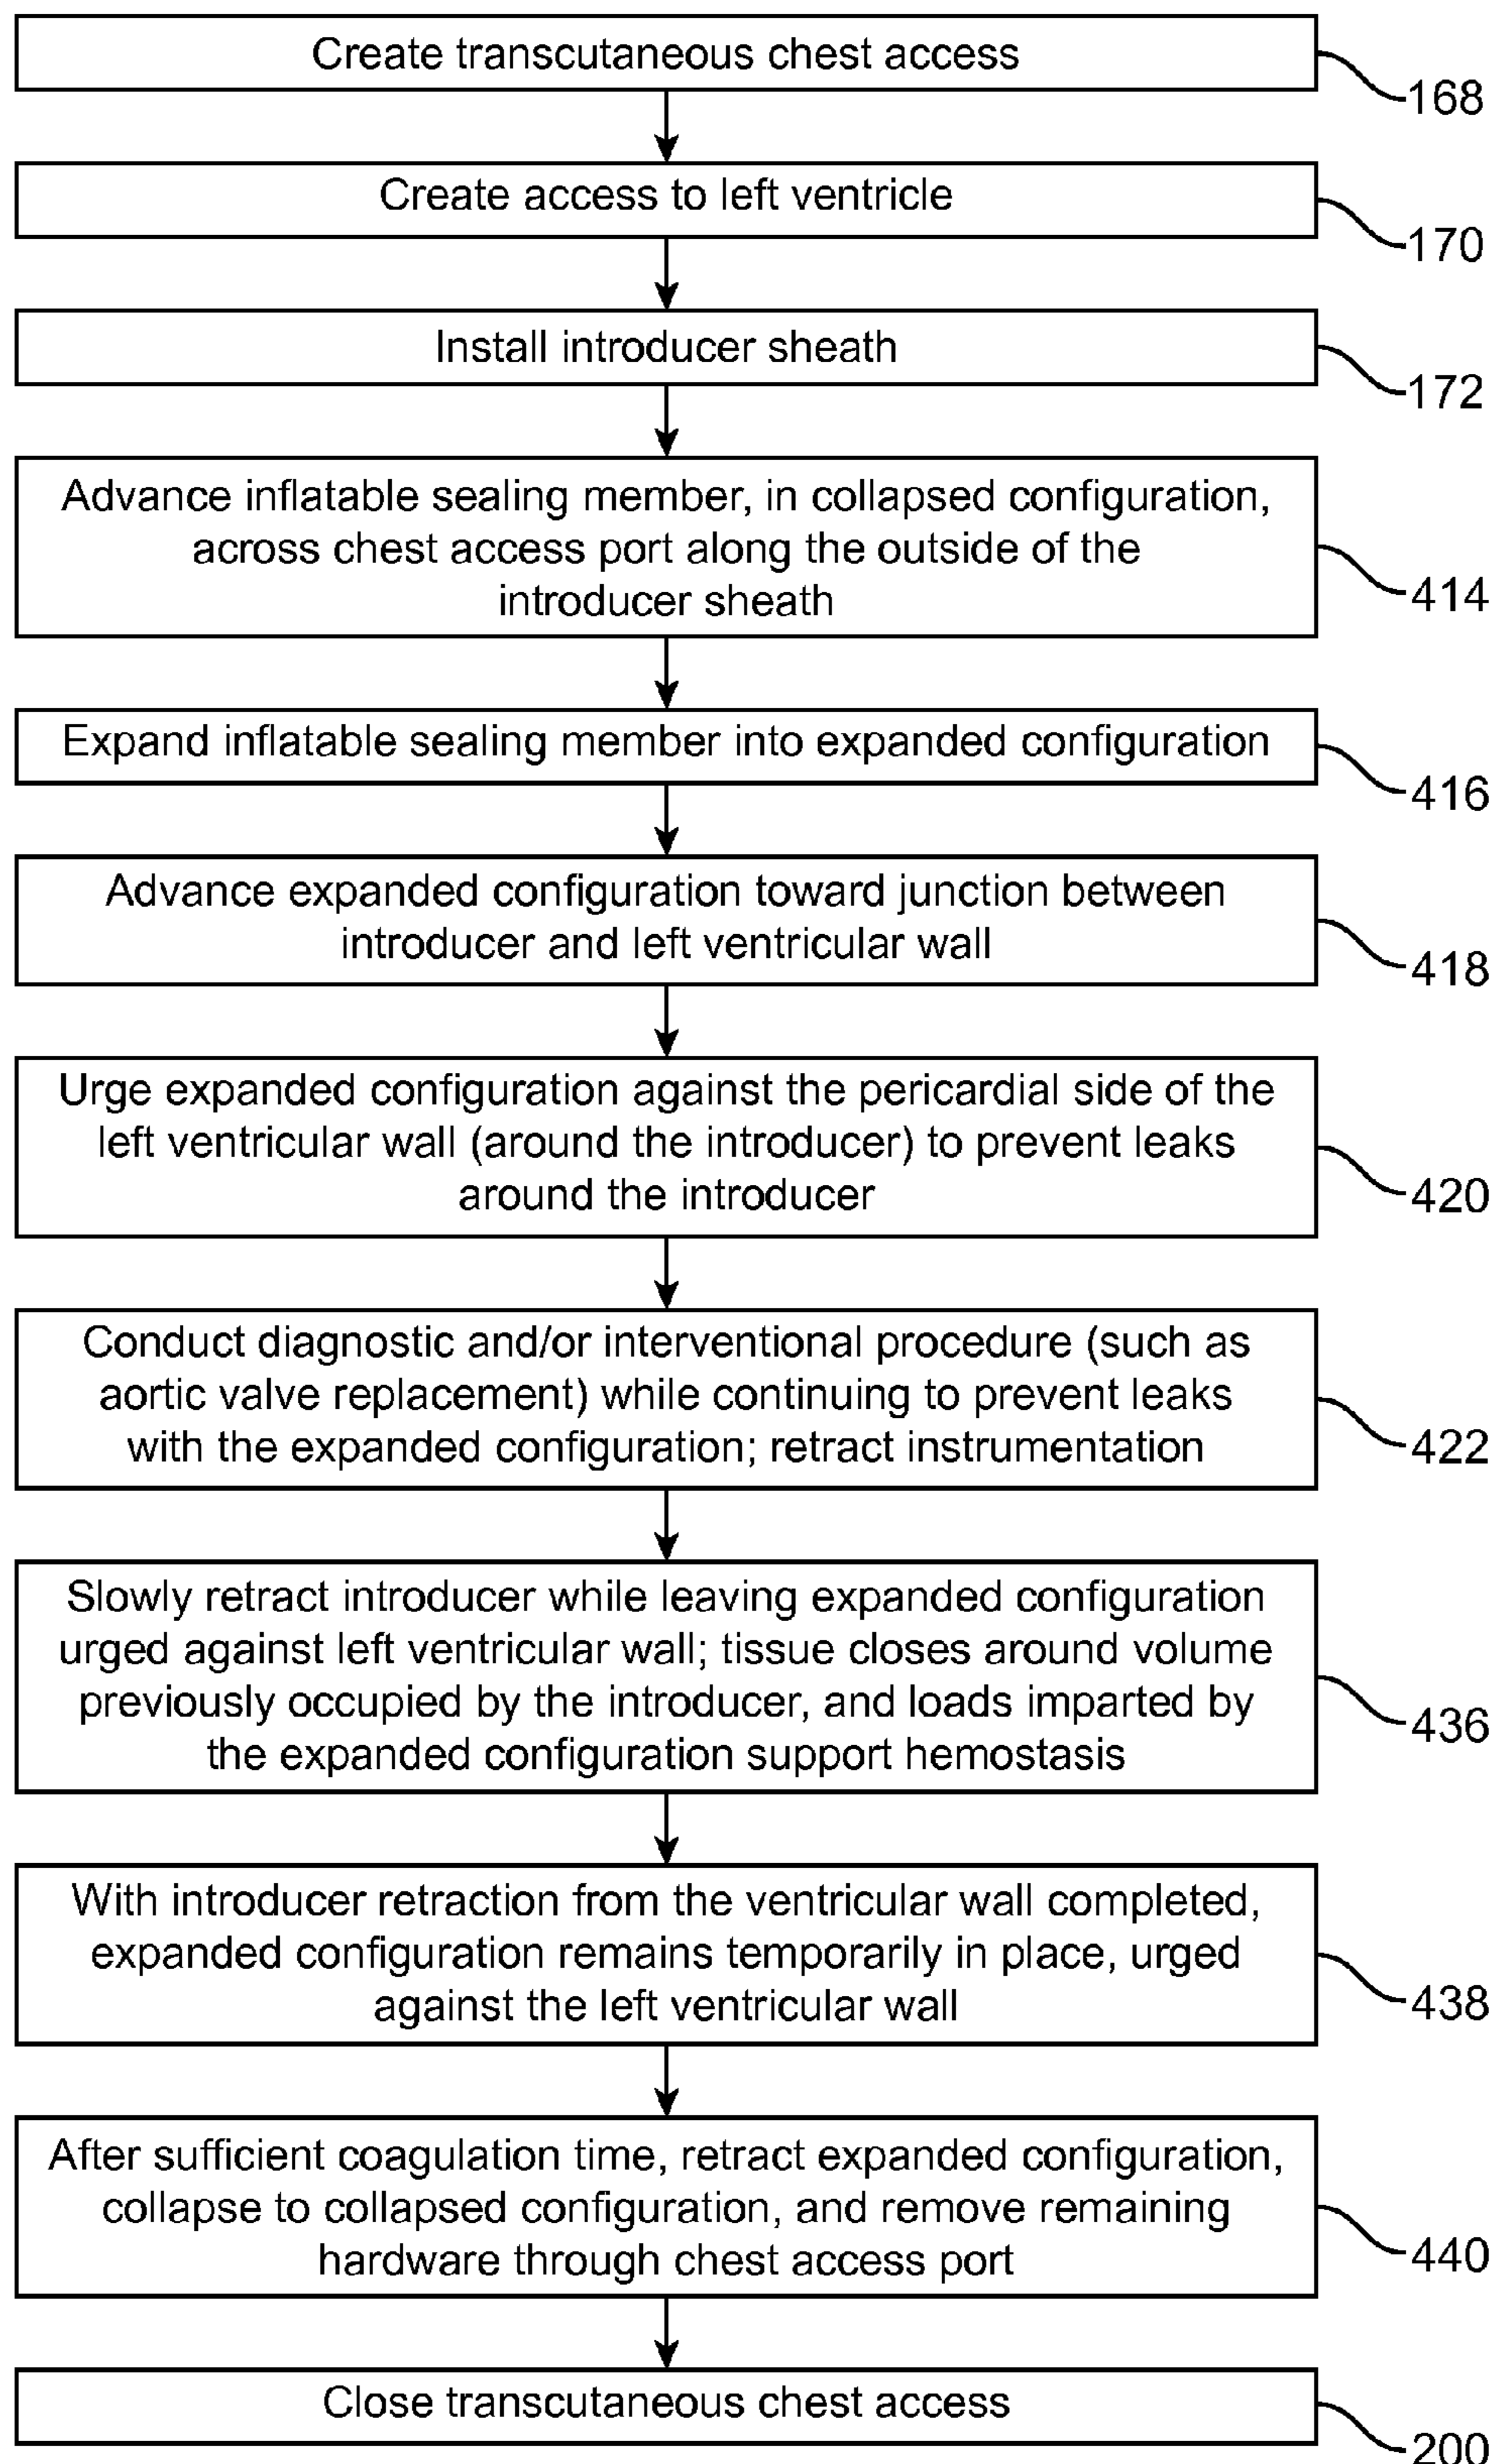 Create transcutaneous chest access
168
Create access to left ventricle
170
Install introducer sheath
172
Advance inflatable sealing member, in collapsed configuration,
across chest access port along the outside of the
introducer sheath
414
Expand inflatable sealing member into expanded configuration
416
Advance expanded configuration toward junction between
introducer and left ventricular wall
418
Urge expanded configuration against the pericardial side of the
left ventricular wall (around the introducer) to prevent leaks
around the introducer
420
Conduct diagnostic and/or interventional procedure (such as
aortic valve replacement) while continuing to prevent leaks
with the expanded configuration; retract instrumentation
422
Slowly retract introducer while leaving expanded configuration
urged against left ventricular wall; tissue closes around volume
previously occupied by the introducer, and loads imparted by
the expanded configuration support hemostasis
436
With introducer retraction from the ventricular wall completed,
expanded configuration remains temporarily in place, urged
against the left ventricular wall
438
After sufficient coagulation time, retract expanded configuration,
collapse to collapsed configuration, and remove remaining
hardware through chest access port
440
Close transcutaneous chest access
200